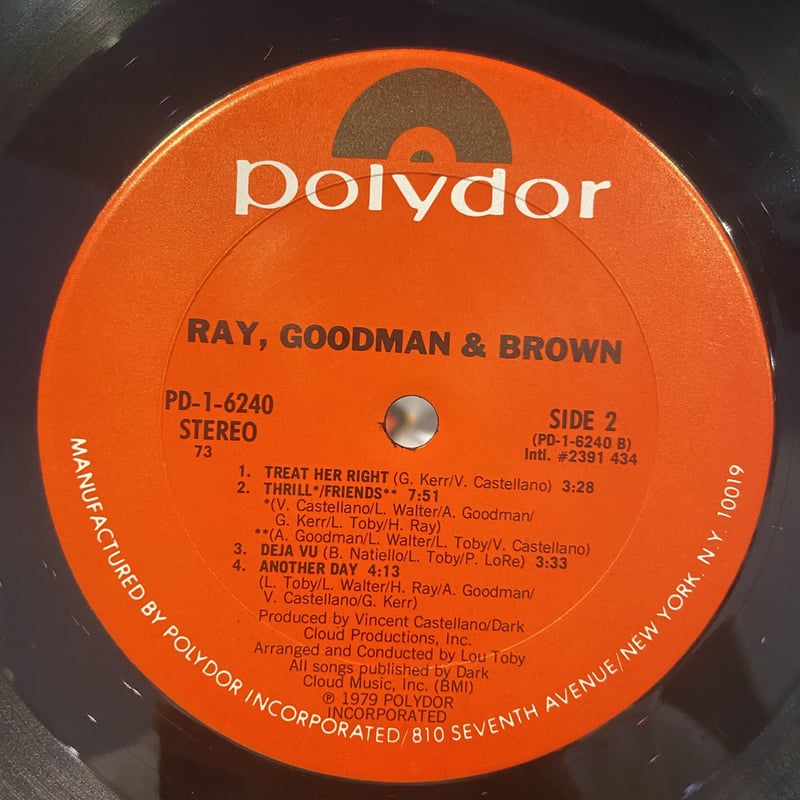 polydor
RAY, GOODMAN & BROWN
PD-1-6240
STEREO
73
SIDE 2
(PD-1-6240 B)
Intl. #2391 434
1. TREAT HER RIGHT (G. Kerr/V. Castellano) 3:28
2. THRILL*/FRIENDS** 7:51
*(V. Castellano/L. Walter/A. Goodman/
G. Kerr/L. Toby/H. Ray)
**(A. Goodman/L. Walter/L. Toby/V. Castellano)
3. DEJA VU (B. Natiello/L. Toby/P. LoRe) 3:33
4. ANOTHER DAY 4:13
(L. Toby/L. Walter/H. Ray/A. Goodman/
V. Castellano/G. Kerr)
Produced by Vincent Castellano/Dark
Cloud Productions, Inc.
Arranged and Conducted by Lou Toby
All songs published by Dark
Cloud Music, Inc. (BMI)
℗ 1979 POLYDOR
INCORPORATED
MANUFACTURED BY POLYDOR INCORPORATED/810 SEVENTH AVENUE/NEW YORK, N.Y. 10019